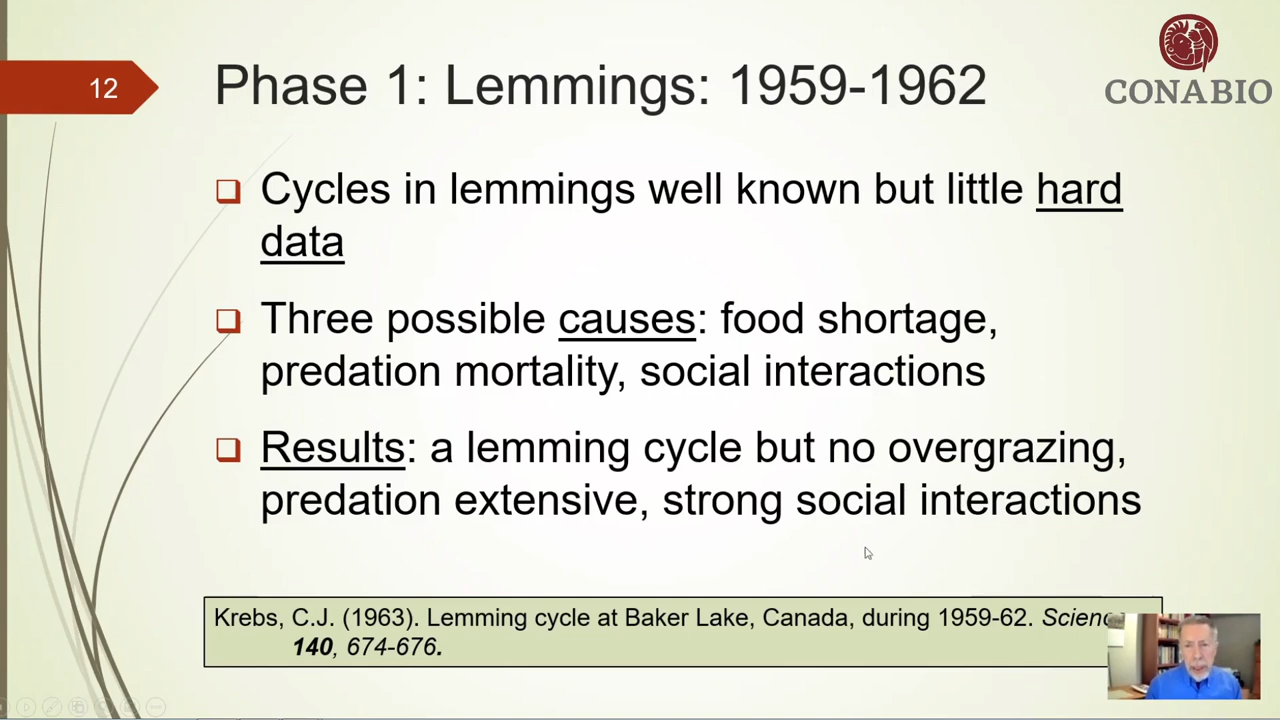 12
Phase 1: Lemmings: 1959-1962
CONABIO
Cycles in lemmings well known but little hard
data
Three possible causes: food shortage,
predation mortality, social interactions
Results: a lemming cycle but no overgrazing,
predation extensive, strong social interactions
Krebs, C.J. (1963). Lemming cycle at Baker Lake, Canada, during 1959-62.
140, 674-676.